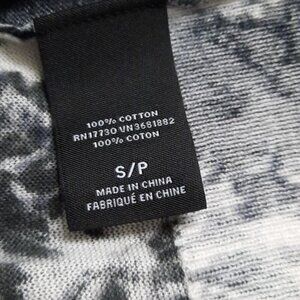 100% COTTON
RN17730 VN3681882
100% COTON
S/P
MADE IN CHINA
FABRIQUÉ EN CHINE